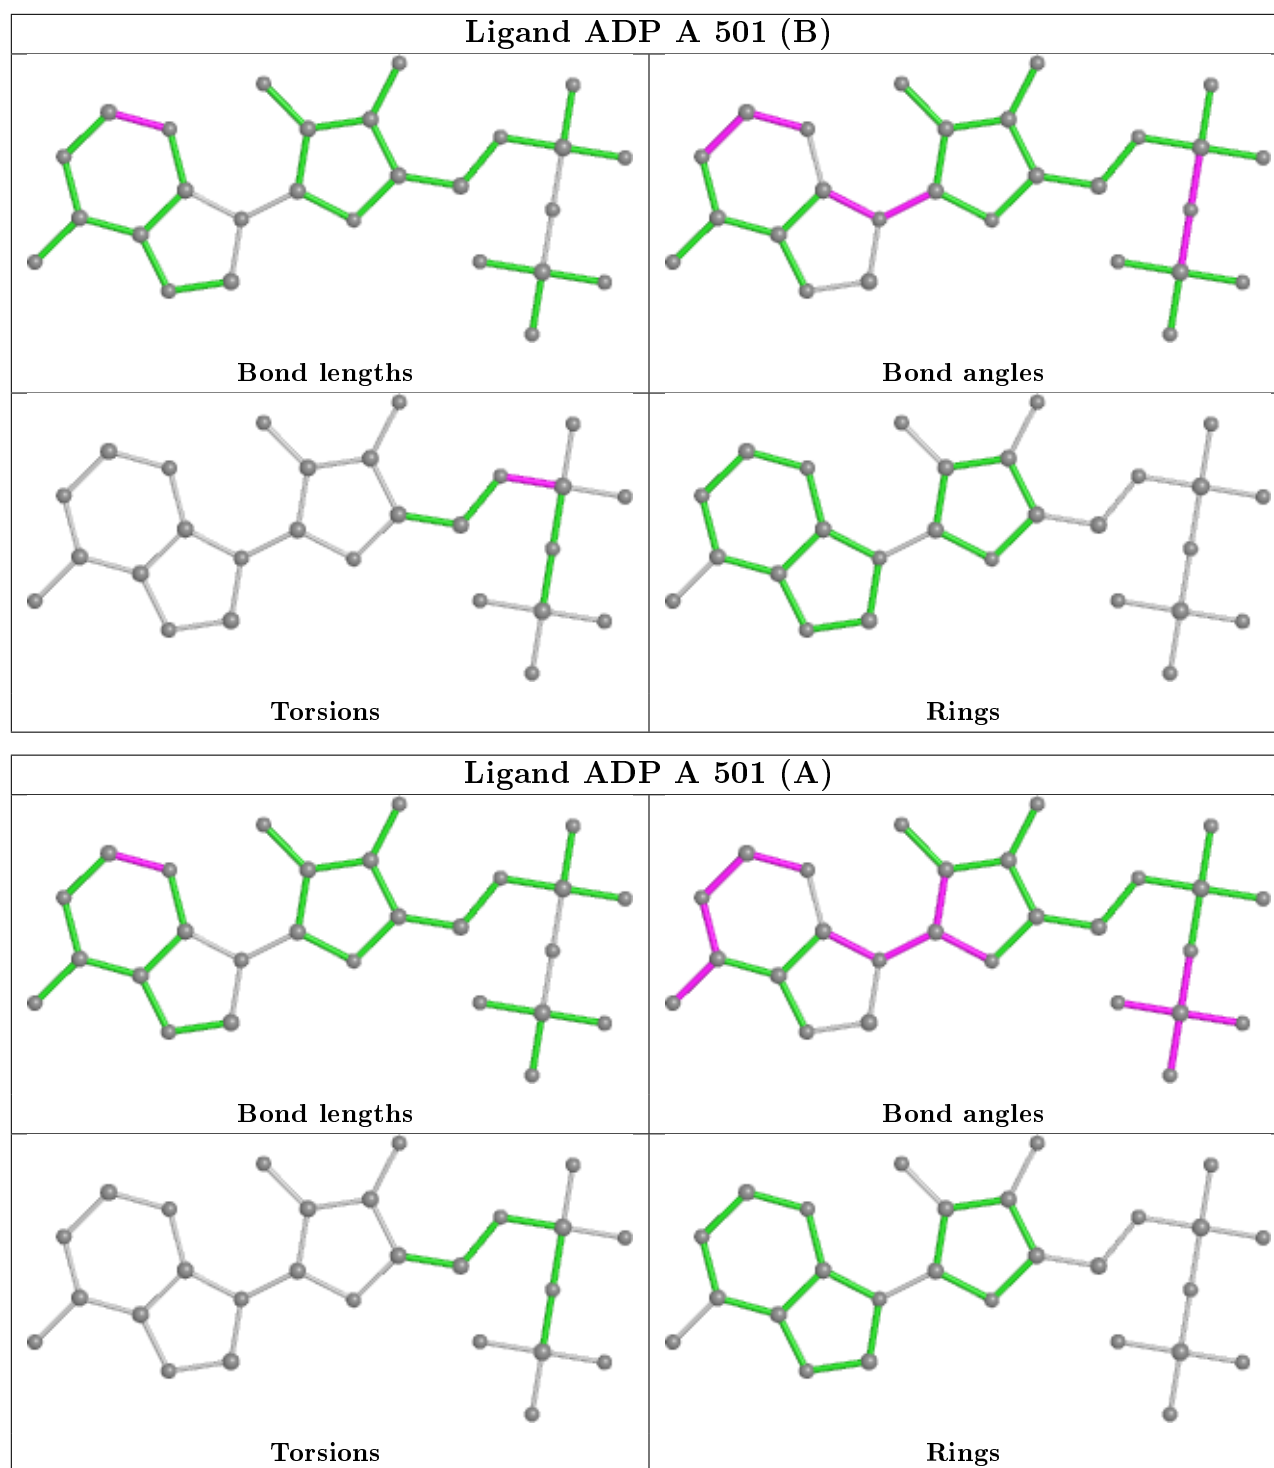 Ligand ADP A 501 (B)
Bond lengths
Bond angles
Torsions
Rings
Ligand ADP A 501 (A)
Bond lengths
Bond angles
Torsions
Rings